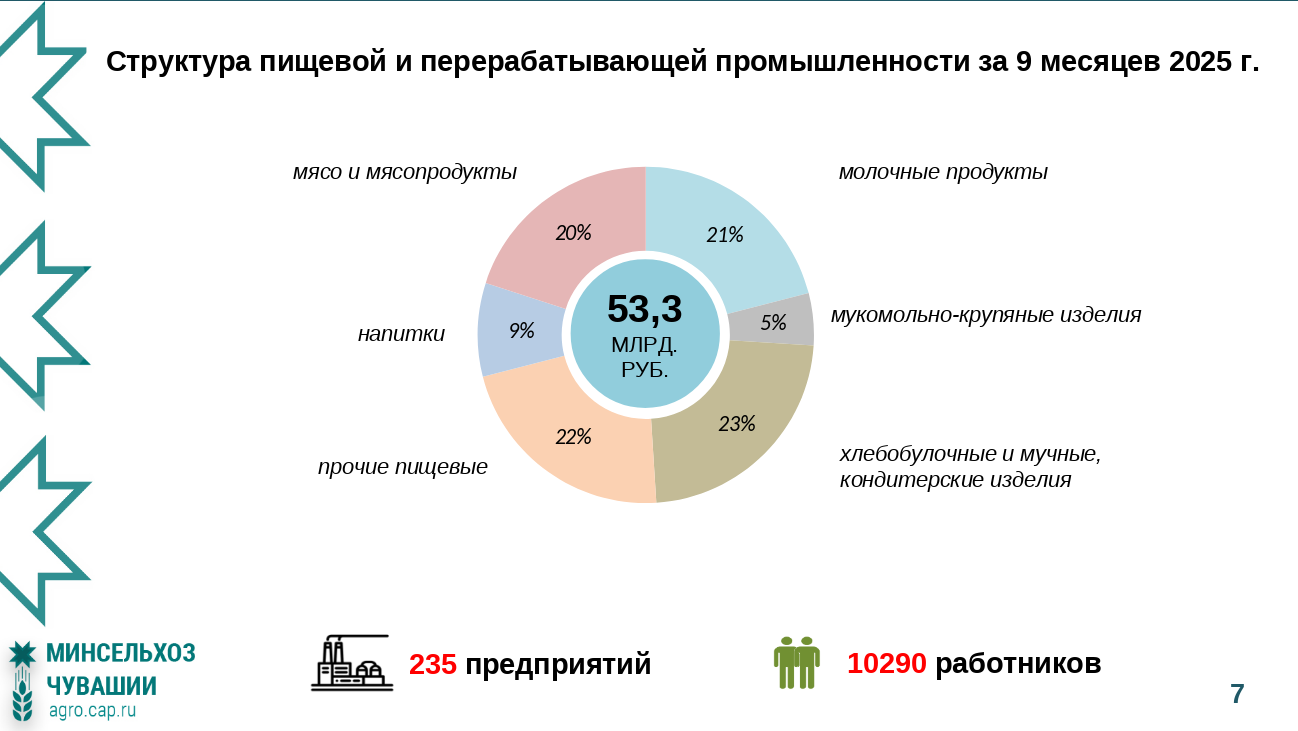 Структура пищевой и перерабатывающей промышленности за 9 месяцев 2025 г.
мясо и мясопродукты
молочные продукты
20%
21%
53,3
МЛРД.
РУБ.
5%
мукомольно-крупяные изделия
напитки
9%
22%
23%
прочие пищевые
хлебобулочные и мучные,
кондитерские изделия
МИНСЕЛЬХОЗ
ЧУВАШИИ
agro.cap.ru
235 предприятий
10290 работников
7